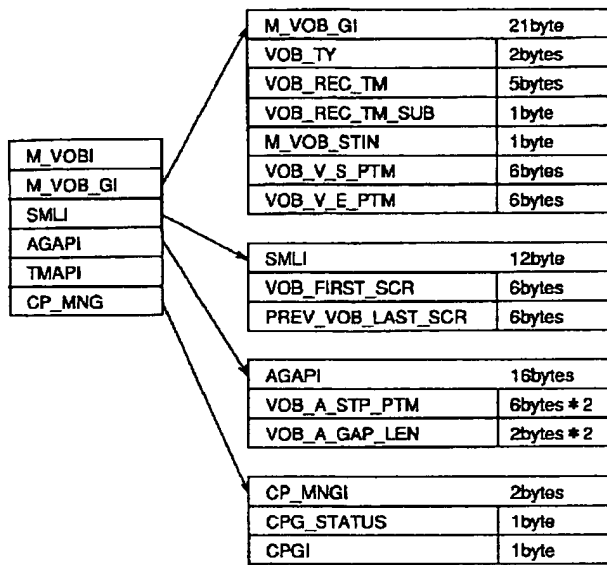 M_VOB_GI 21byte
VOB_TY 2bytes
VOB_REC_TM 5bytes
VOB_REC_TM_SUB 1byte
M_VOB_STIN 1byte
VOB_V_S_PTM 6bytes
VOB_V_E_PTM 6bytes
M_VOBI
M_VOB_GI
SMLI
AGAPI
TMAPI
CP_MNG
SMLI 12byte
VOB_FIRST_SCR 6bytes
PREV_VOB_LAST_SCR 6bytes
AGAPI 16bytes
VOB_A_STP_PTM 6bytes * 2
VOB_A_GAP_LEN 2bytes * 2
CP_MNGI 2bytes
CPG_STATUS 1byte
CPGI 1byte